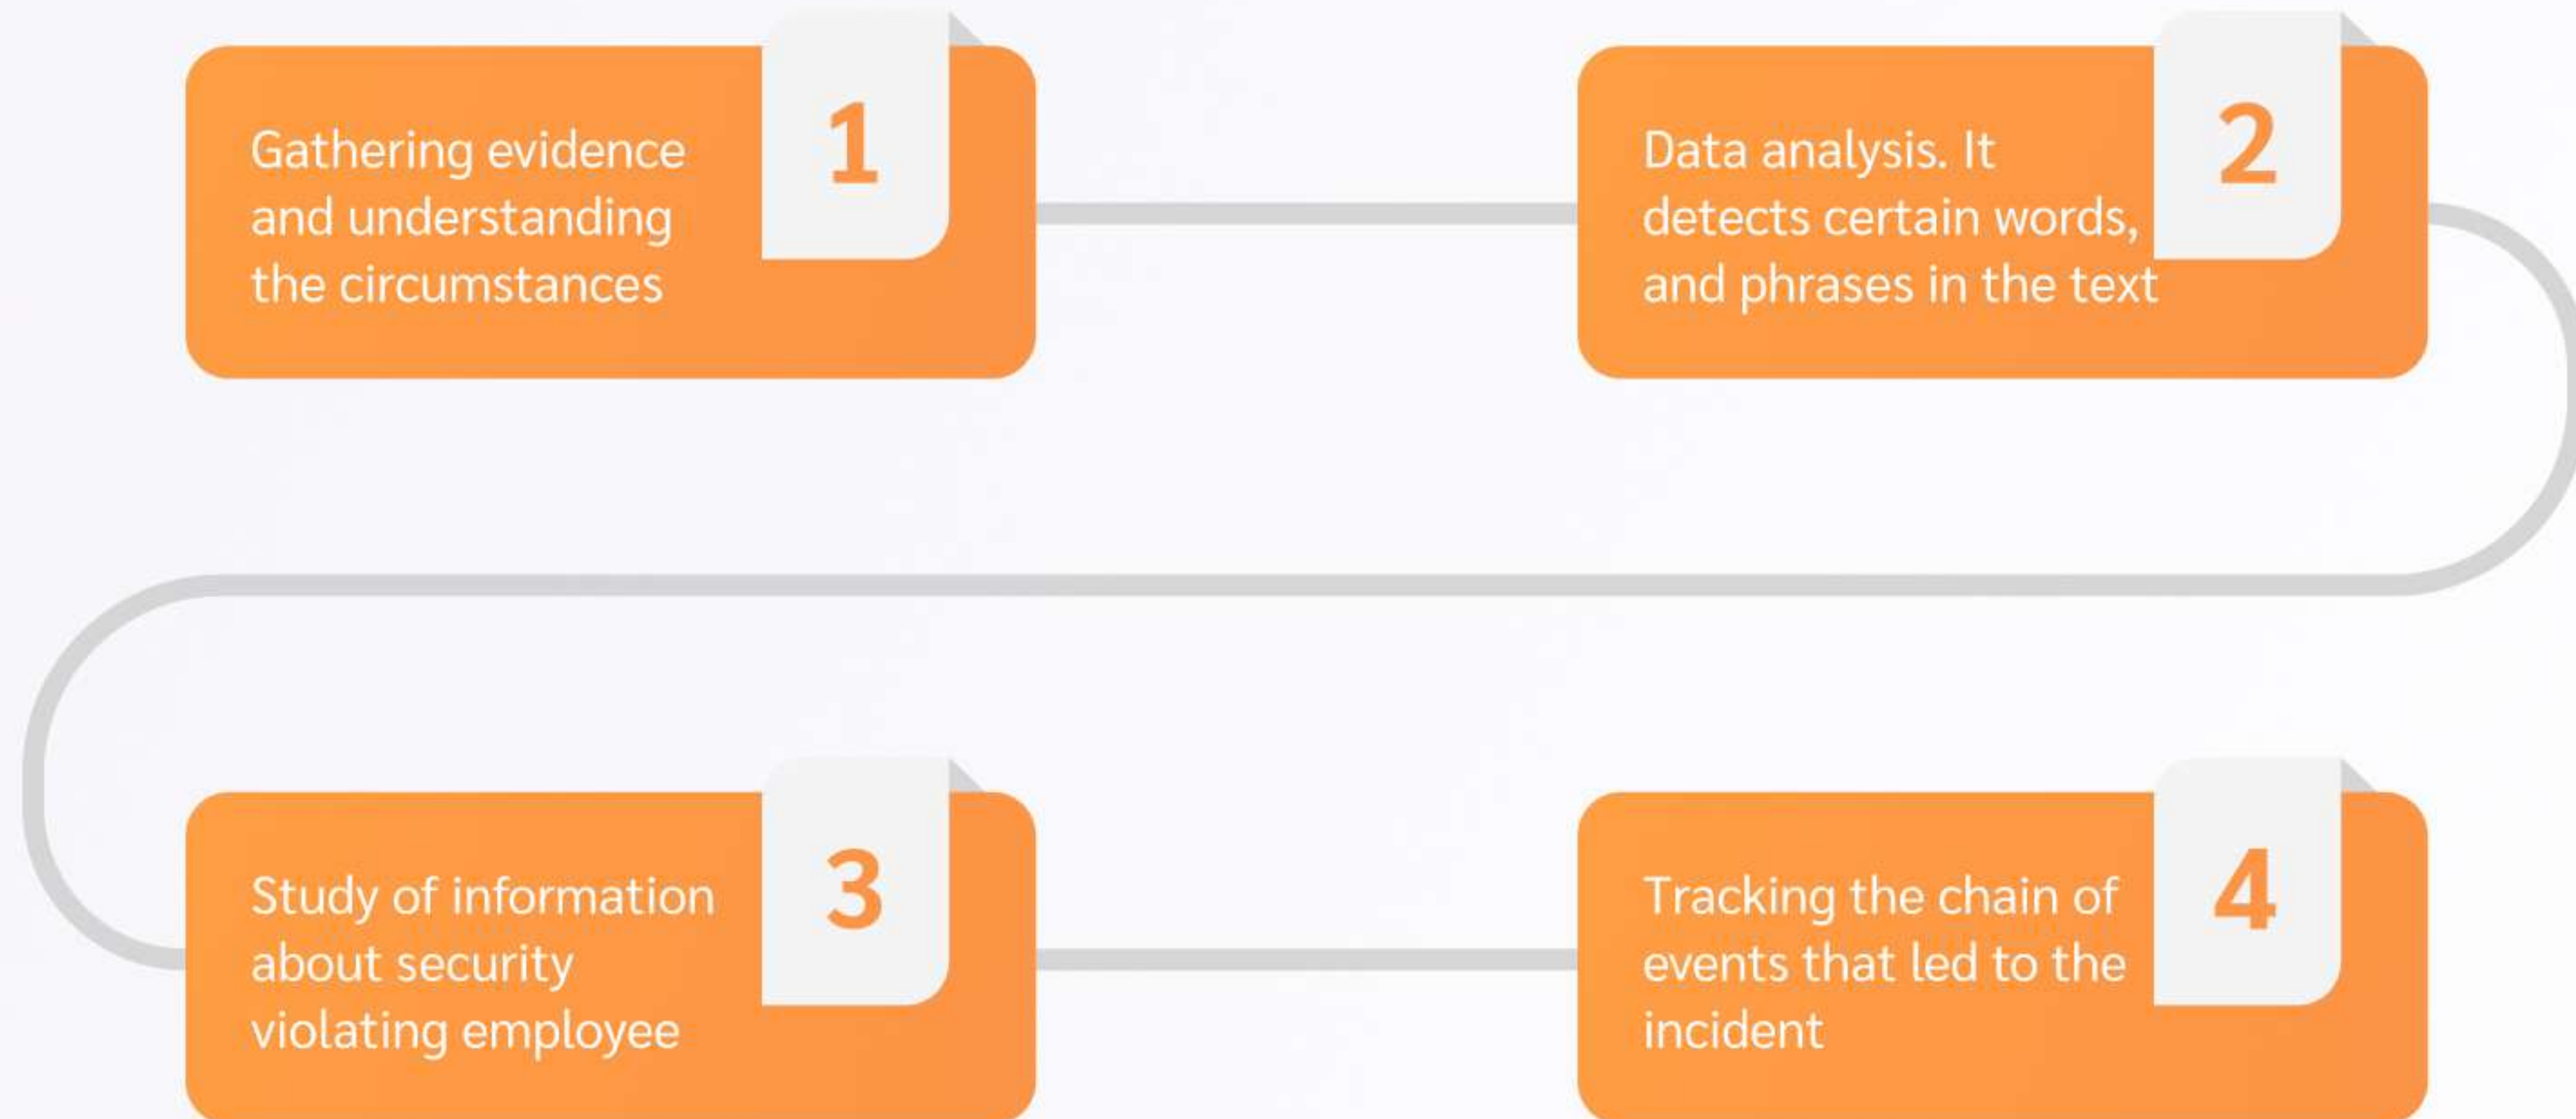 1
Gathering evidence
and understanding
the circumstances
2
Data analysis. It
detects certain words,
and phrases in the text
3
Study of information
about security
violating employee
4
Tracking the chain of
events that led to the
incident